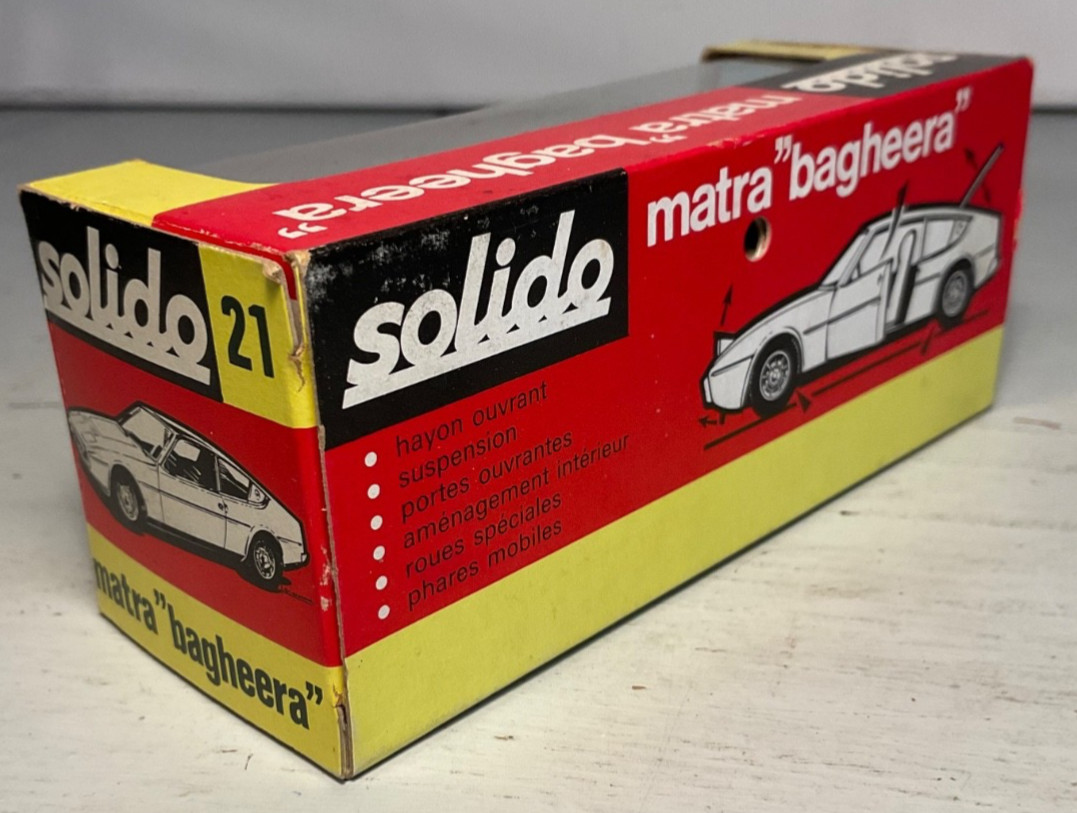 solido
matra "bagheera"
solido
21
matra "bagheera"
solido
matra "bagheera"
hayon ouvrant
suspension
portes ouvrantes
aménagement intérieur
roues spéciales
phares mobiles